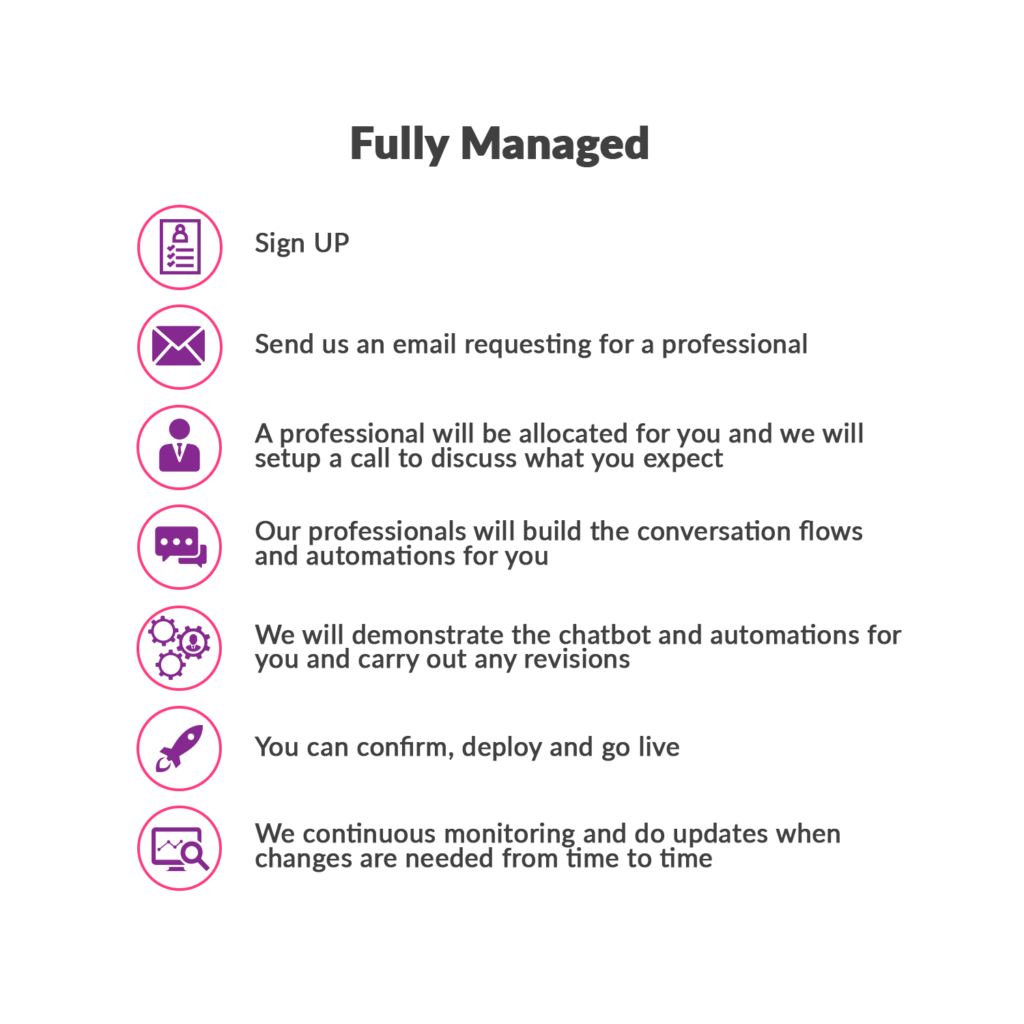 Fully Managed
Sign UP
Send us an email requesting for a professional
A professional will be allocated for you and we will
setup a call to discuss what you expect
Our professionals will build the conversation flows
and automations for you
We will demonstrate the chatbot and automations for
you and carry out any revisions
You can confirm, deploy and go live
We continuous monitoring and do updates when
changes are needed from time to time